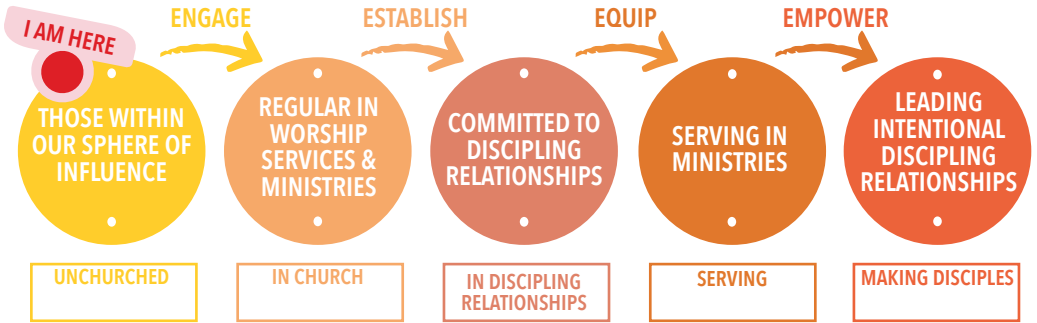 I AM HERE
ENGAGE
ESTABLISH
EQUIP
EMPOWER
THOSE WITHIN
OUR SPHERE OF
INFLUENCE
REGULAR IN
WORSHIP
SERVICES &
MINISTRIES
COMMITTED TO
DISCIPLING
RELATIONSHIPS
SERVING IN
MINISTRIES
LEADING
INTENTIONAL
DISCIPLING
RELATIONSHIPS
UNCHURCHED
IN CHURCH
IN DISCIPLING
RELATIONSHIPS
SERVING
MAKING DISCIPLES